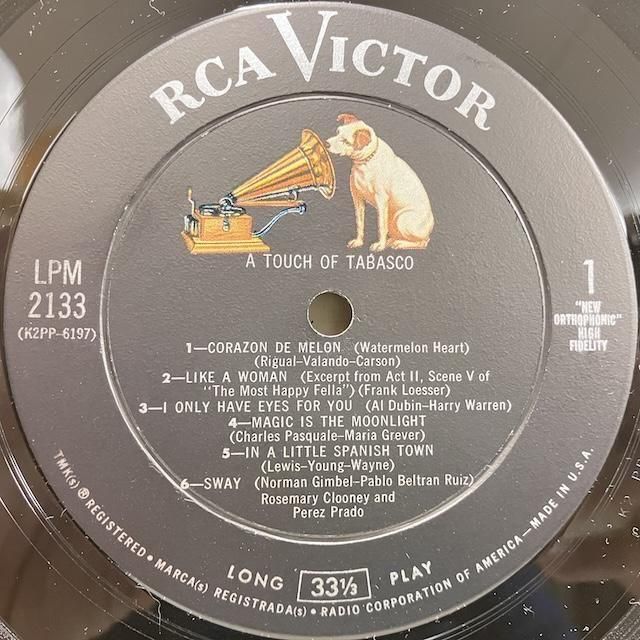 RCA VICTOR
A TOUCH OF TABASCO
LPM
2133
(K2PP-6197)
1
"NEW
ORTHOPHONIC"
HIGH
FIDELITY
1—CORAZON DE MELON (Watermelon Heart)
(Rigual-Valando-Carson)
2—LIKE A WOMAN (Excerpt from Act II, Scene V of
"The Most Happy Fella") (Frank Loesser)
3—I ONLY HAVE EYES FOR YOU (Al Dubin-Harry Warren)
4—MAGIC IS THE MOONLIGHT
(Charles Pasquale-Maria Grever)
5—IN A LITTLE SPANISH TOWN
(Lewis-Young-Wayne)
6—SWAY (Norman Gimbel-Pablo Beltran Ruiz)
Rosemary Clooney and
Perez Prado
LONG 33⅓ PLAY
TMK(s) ® REGISTERED • MARCA(s) REGISTRADA(s) • RADIO CORPORATION OF AMERICA—MADE IN U.S.A.